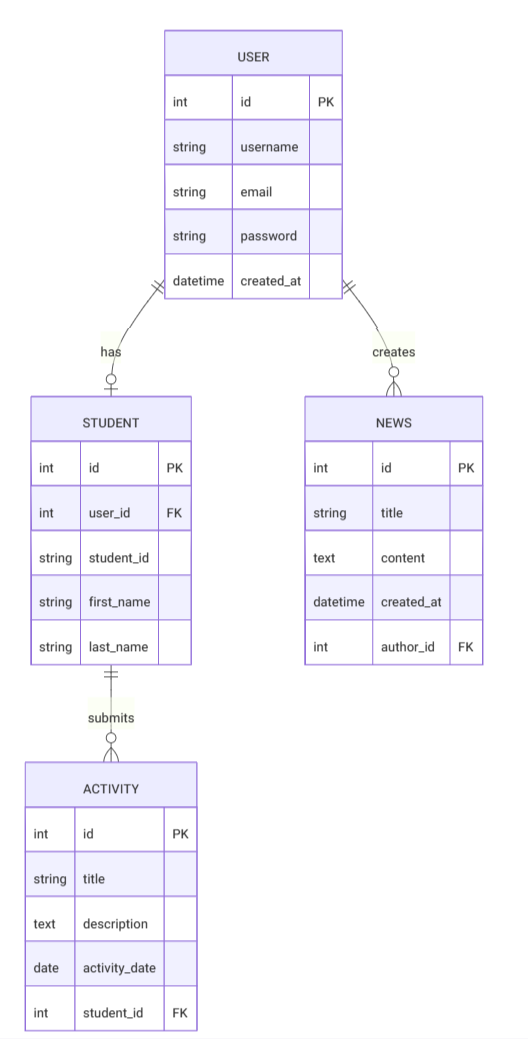 USER
int id PK
string username
string email
string password
datetime created_at
has
creates
STUDENT
int id PK
int user_id FK
string student_id
string first_name
string last_name
NEWS
int id PK
string title
text content
datetime created_at
int author_id FK
submits
ACTIVITY
int id PK
string title
text description
date activity_date
int student_id FK